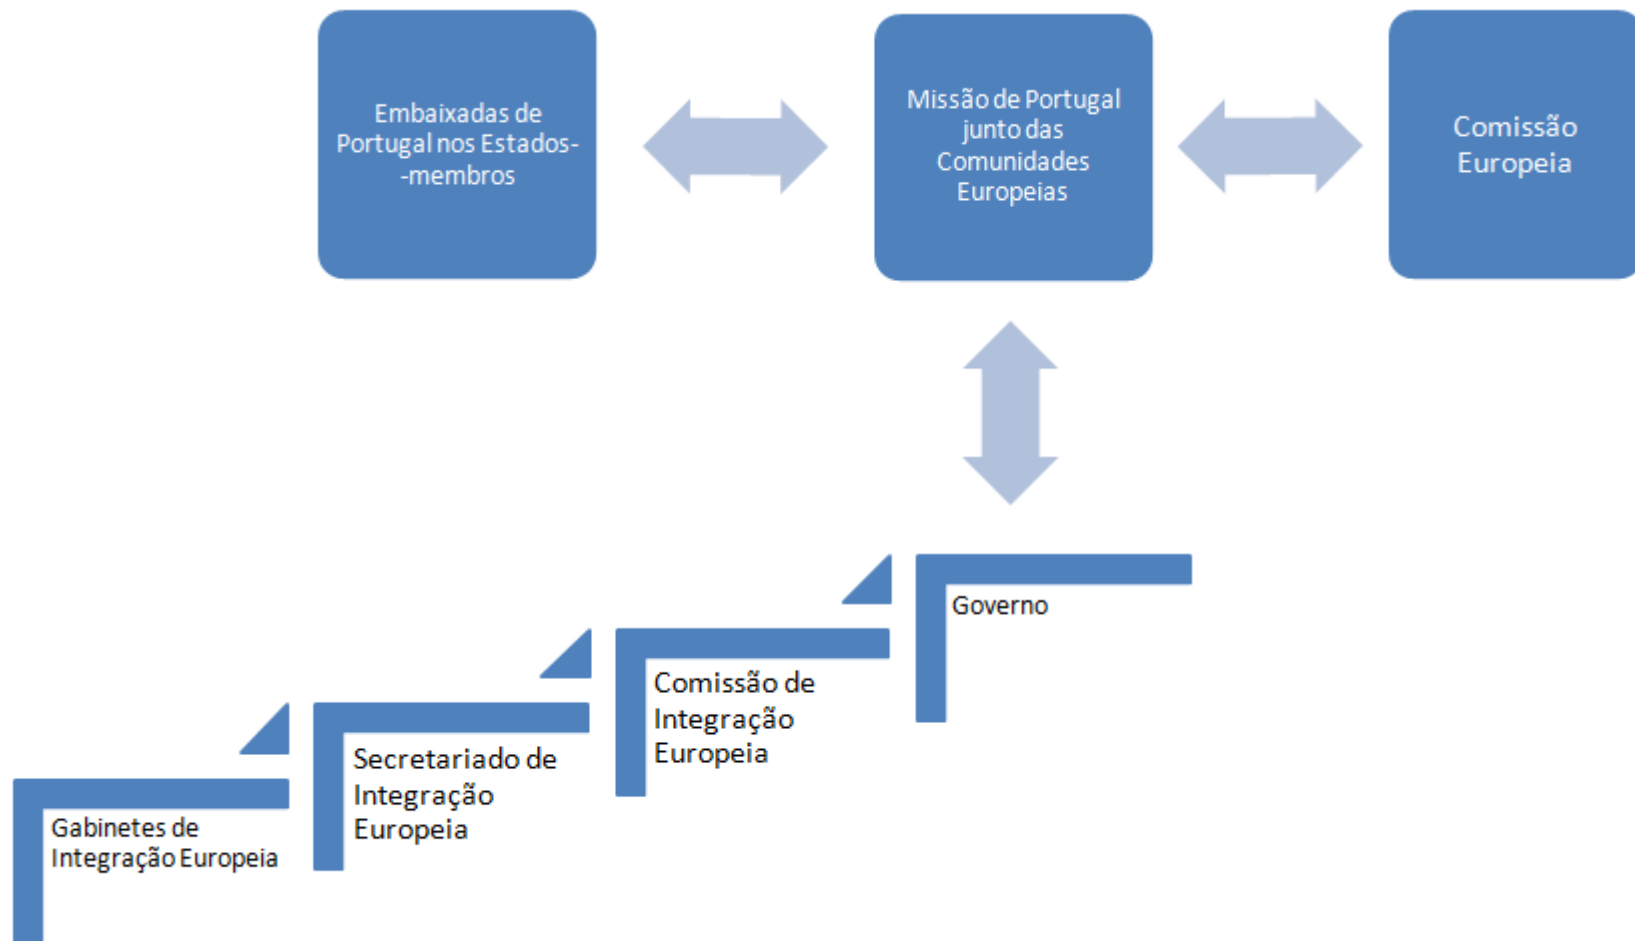 Embaixadas de
Portugal nos Estados-
-membros
Missão de Portugal
junto das
Comunidades
Europeias
Comissão
Europeia
Governo
Comissão de
Integração
Europeia
Secretariado de
Integração
Europeia
Gabinetes de
Integração Europeia